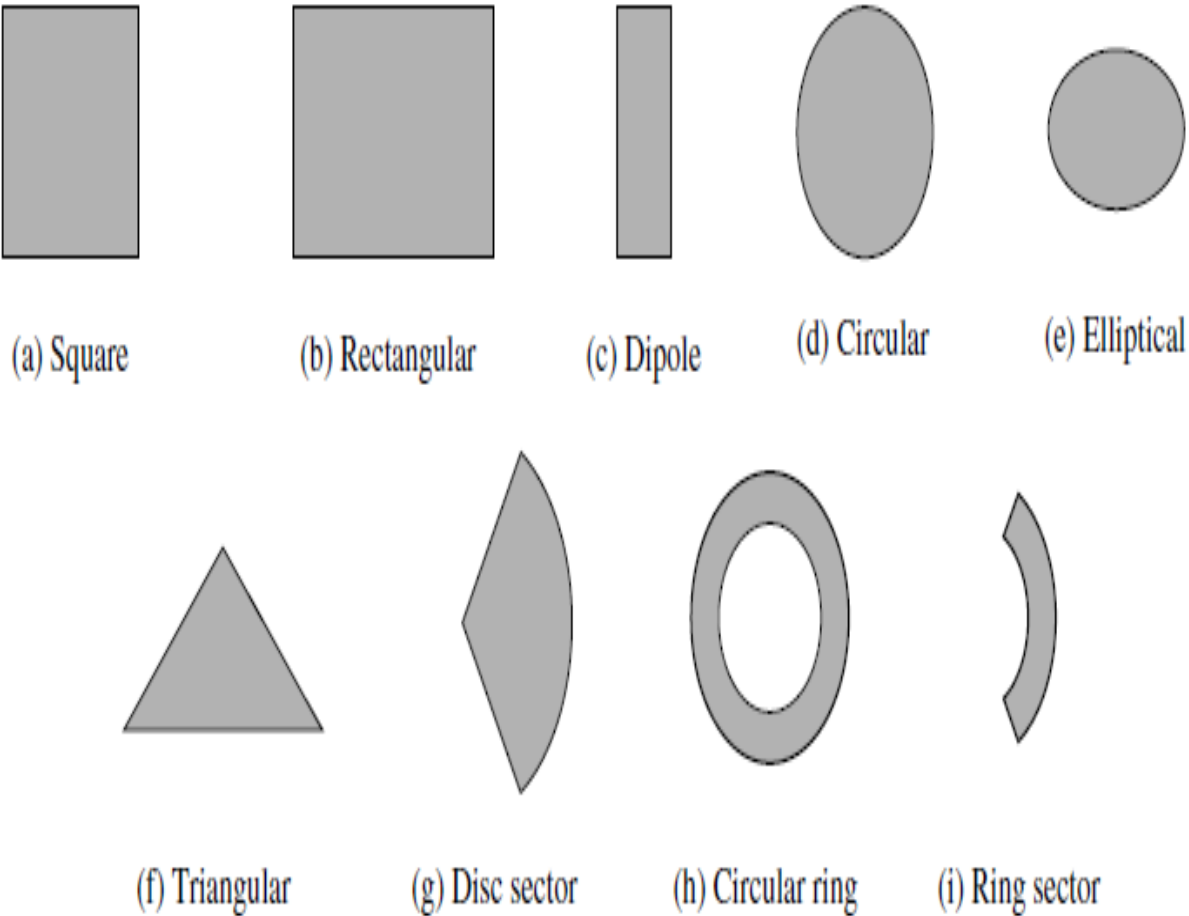 (a) Square (b) Rectangular (c) Dipole (d) Circular (e) Elliptical
(f) Triangular (g) Disc sector (h) Circular ring (i) Ring sector